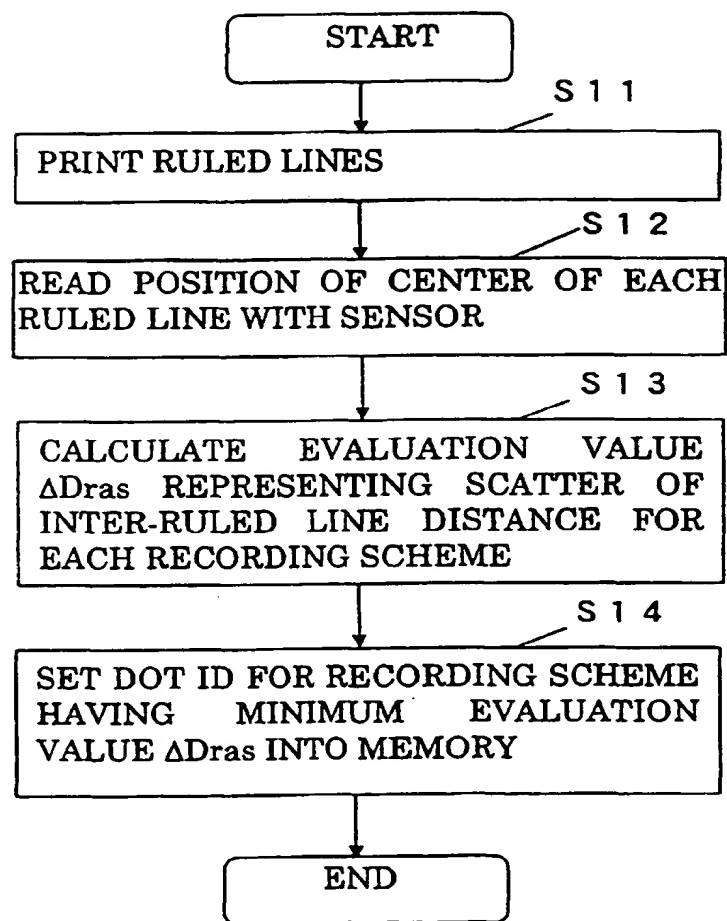 START
S11
PRINT RULED LINES
S12
READ POSITION OF CENTER OF EACH
RULED LINE WITH SENSOR
S13
CALCULATE EVALUATION VALUE
ΔDras REPRESENTING SCATTER OF
INTER-RULED LINE DISTANCE FOR
EACH RECORDING SCHEME
S14
SET DOT ID FOR RECORDING SCHEME
HAVING MINIMUM EVALUATION
VALUE ΔDras INTO MEMORY
END